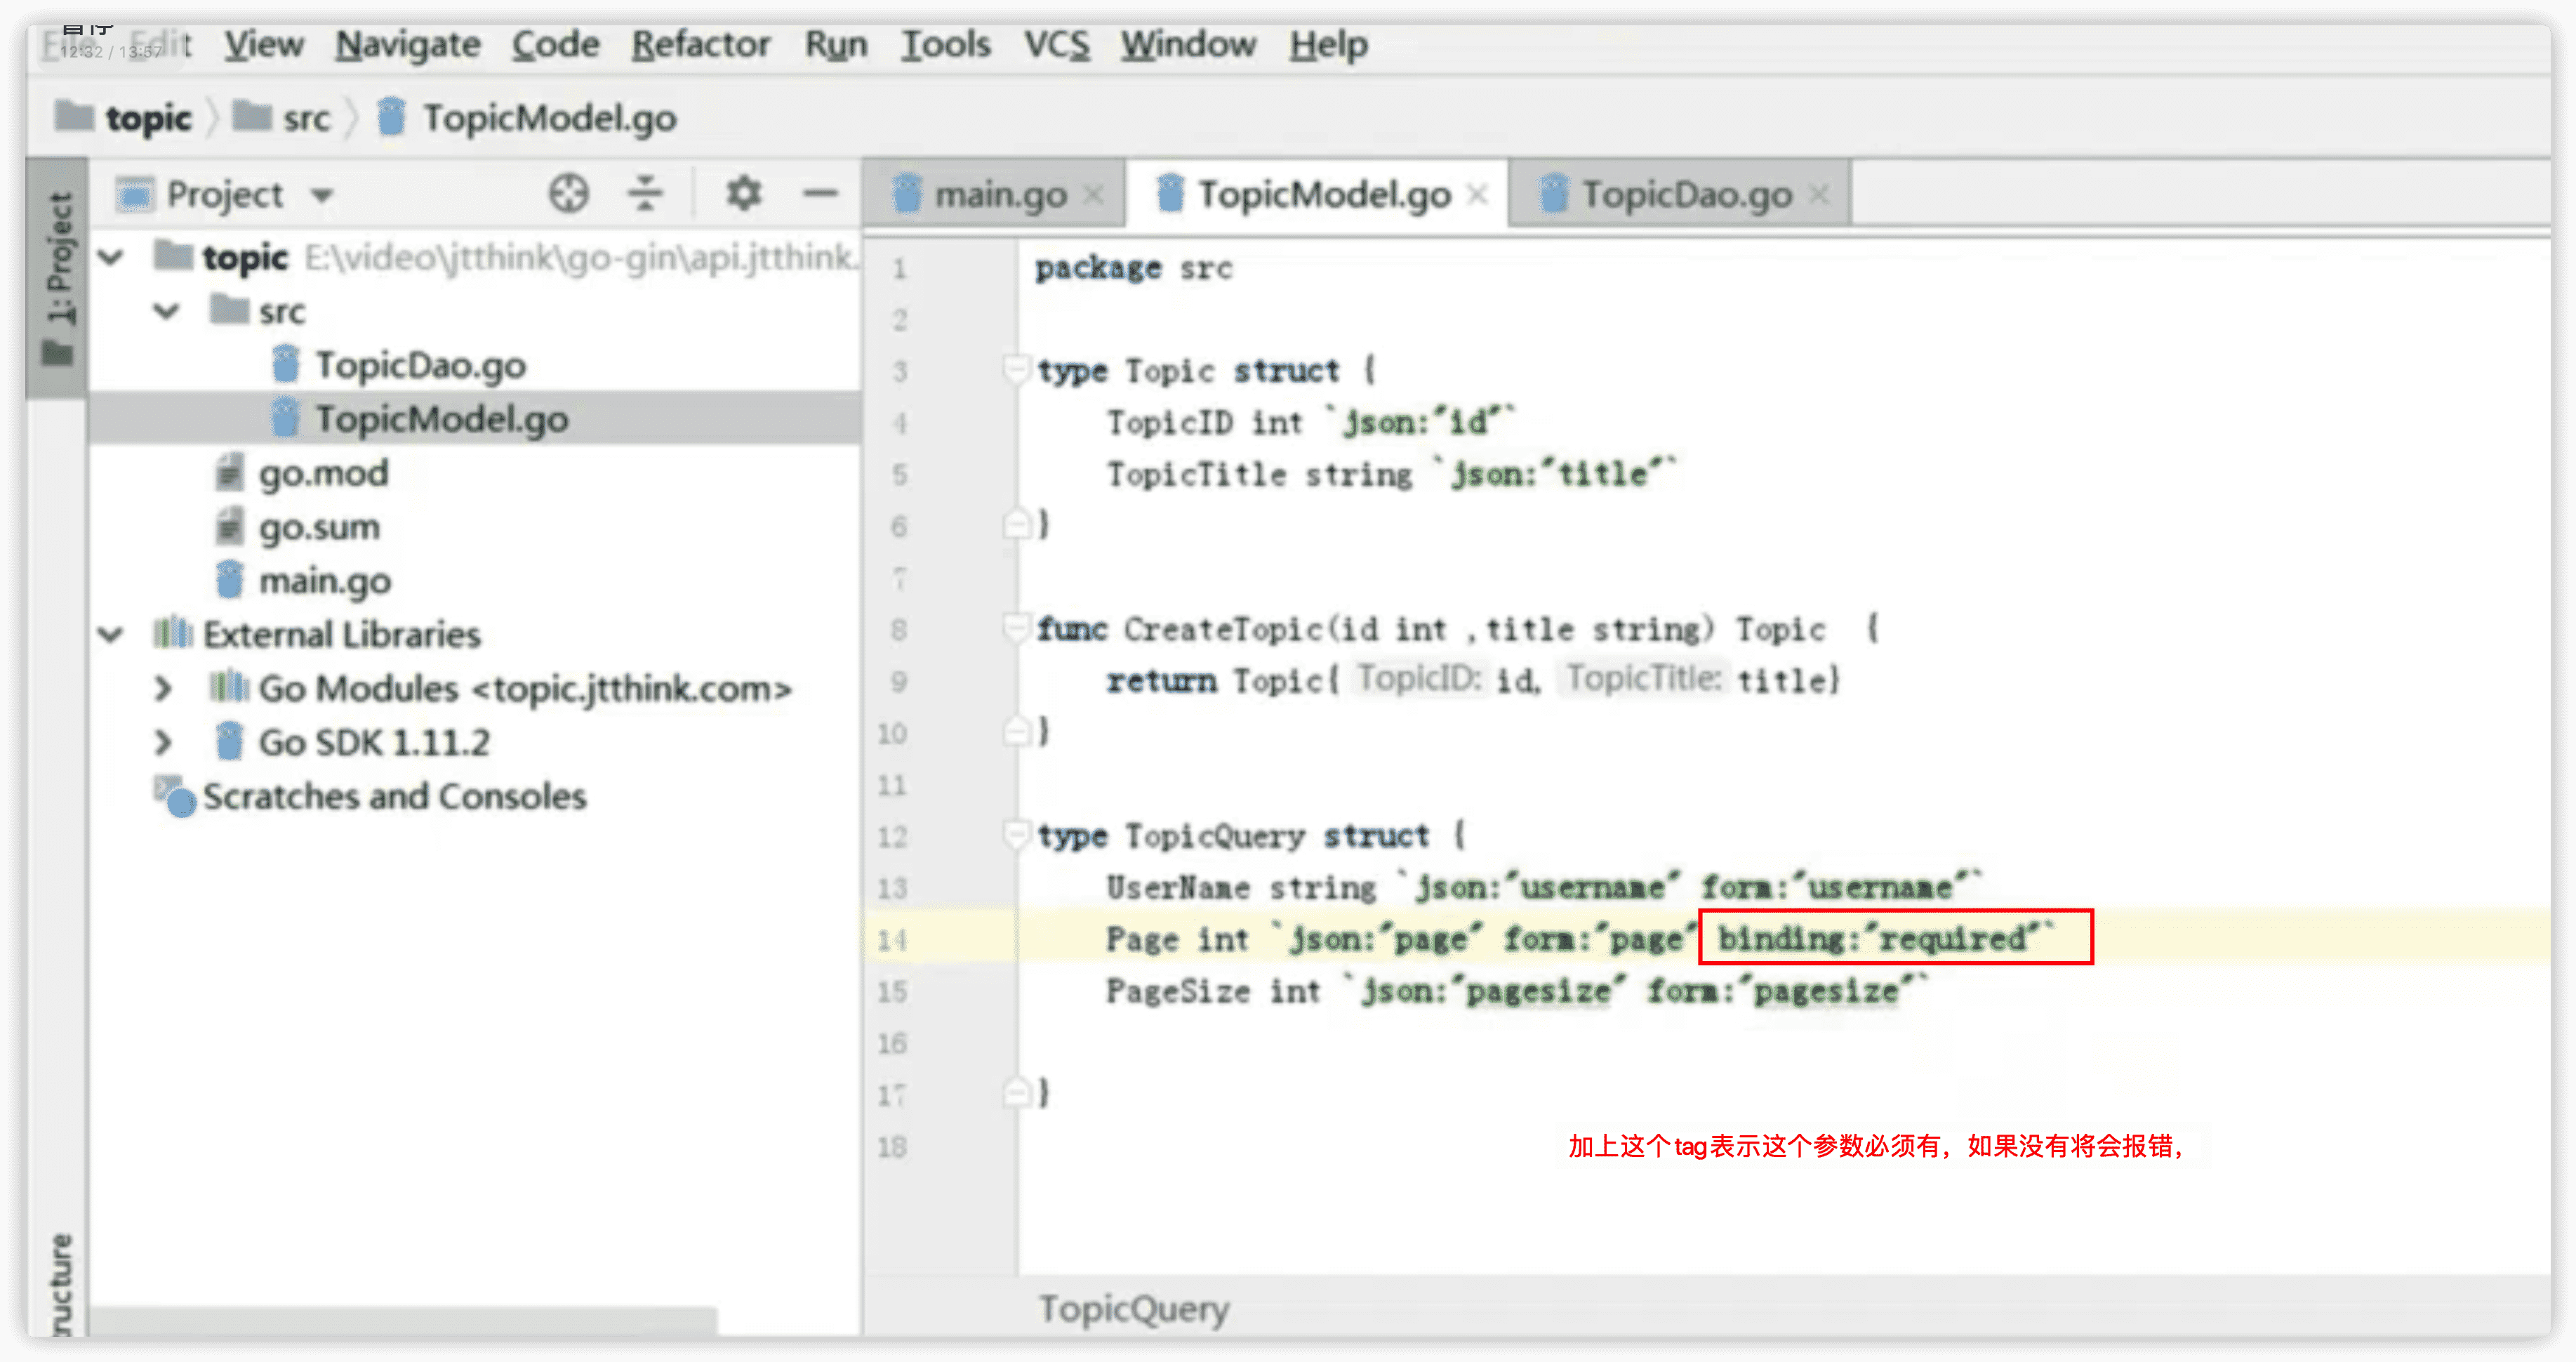 暂停
12:32 / 13:57
File Edit View Navigate Code Refactor Run Tools VCS Window Help
topic src TopicModel.go
1: Project
Project
main.go TopicModel.go TopicDao.go
topic E:\video\jtthink\go-gin\api.jtthink.
src
TopicDao.go
TopicModel.go
go.mod
go.sum
main.go
External Libraries
Go Modules <topic.jtthink.com>
Go SDK 1.11.2
Scratches and Consoles
1 package src
2
3 type Topic struct {
4 TopicID int `json:"id"`
5 TopicTitle string `json:"title"`
6 }
7
8 func CreateTopic(id int ,title string) Topic {
9 return Topic{ TopicID: id, TopicTitle: title}
10 }
11
12 type TopicQuery struct {
13 UserName string `json:"username" form:"username"`
14 Page int `json:"page" form:"page" binding:"required"`
15 PageSize int `json:"pagesize" form:"pagesize"`
16
17 }
18
加上这个tag表示这个参数必须有，如果没有将会报错，
TopicQuery